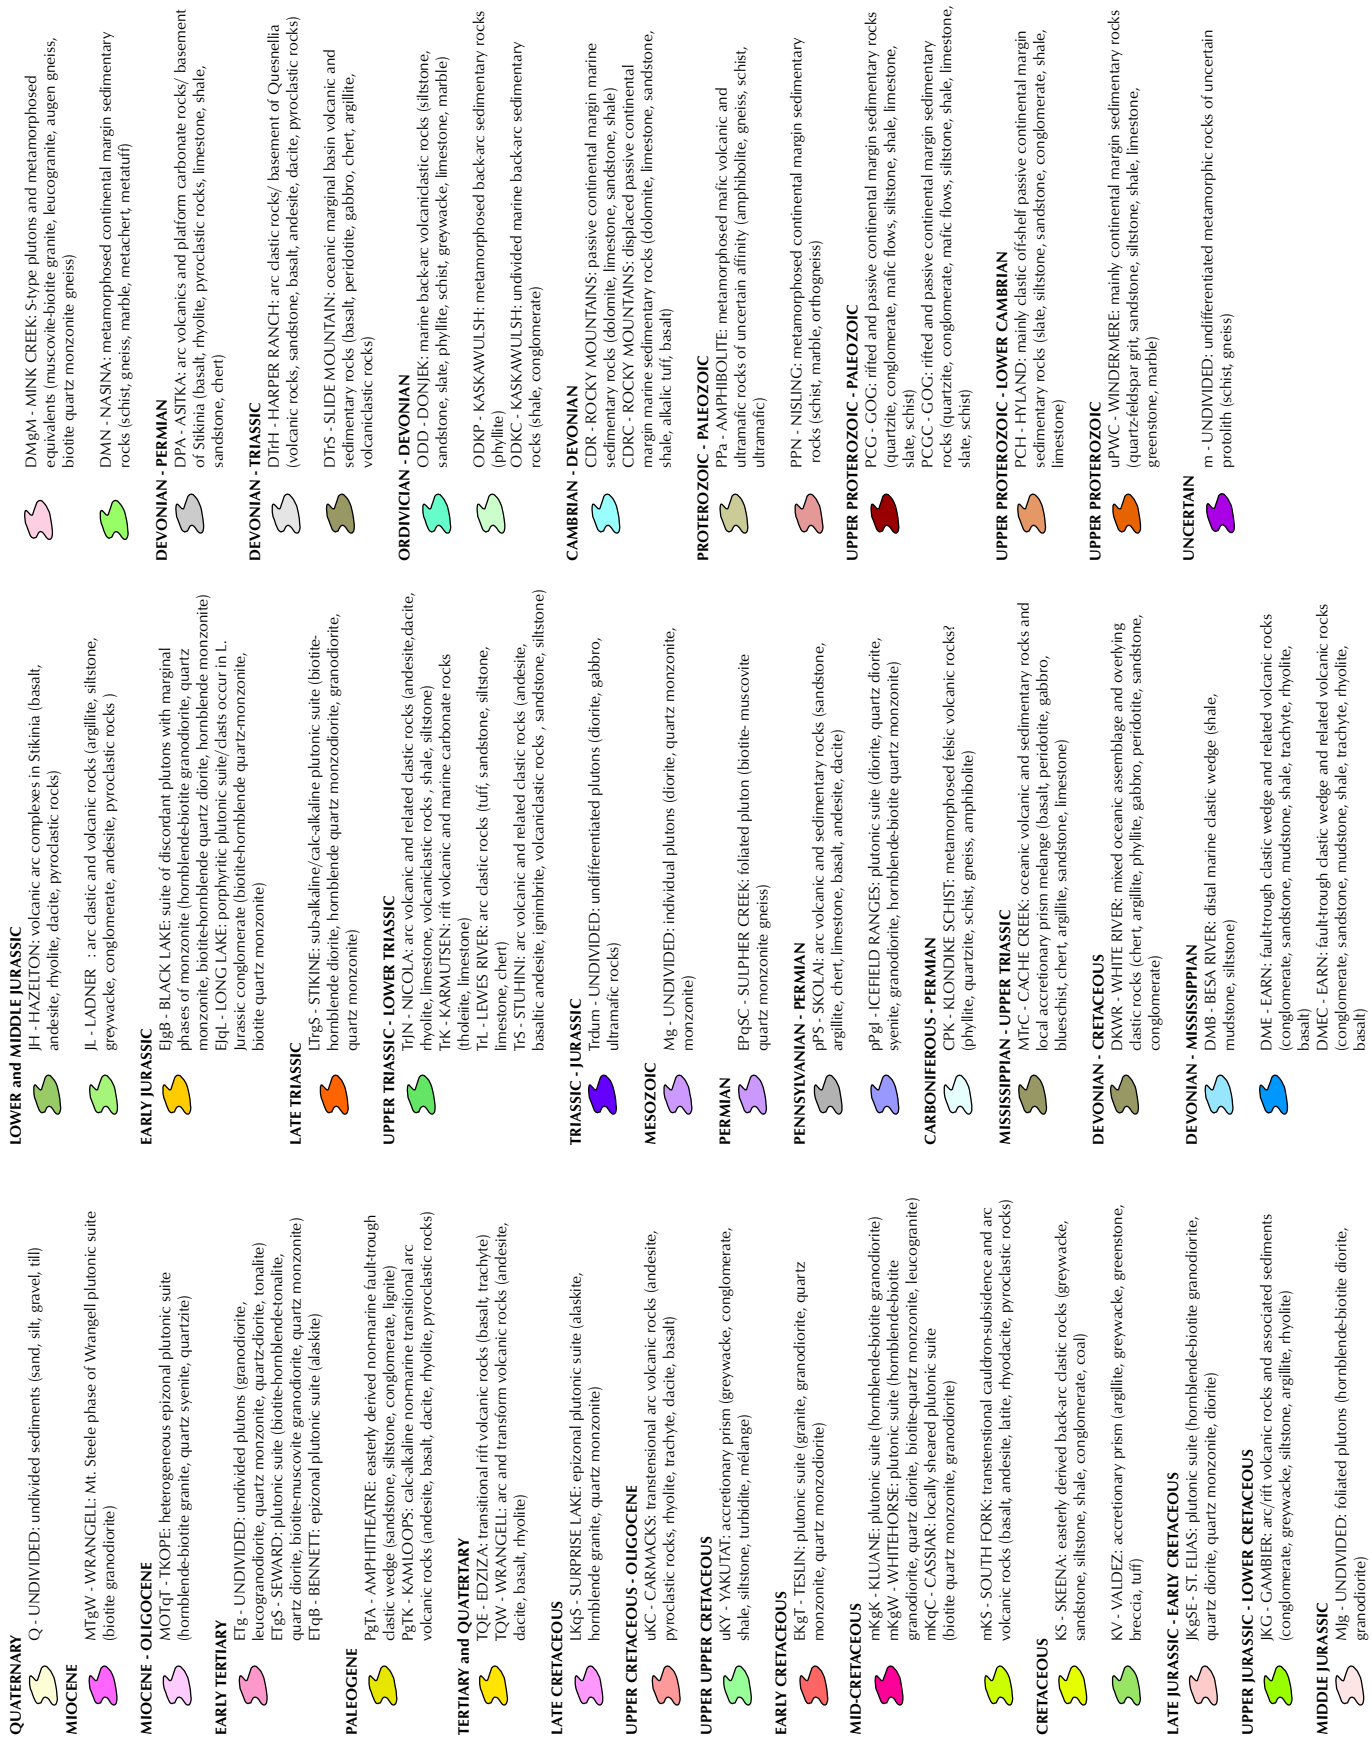 QUATERNARY
Q - UNDIVIDED: undivided sediments (sand, silt, gravel, till)
MIOCENE
MTgW - WRANGELL: Mt. Steele phase of Wrangell plutonic suite
(biotite granodiorite)
MIOCENE - OLIGOCENE
MOTqT - TKOPE: heterogeneous epizonal plutonic suite
(hornblende-biotite granite, quartz syenite, quartzite)
EARLY TERTIARY
ETg - UNDIVIDED: undivided plutons (granodiorite,
leucogranodiorite, quartz monzonite, quartz-diorite, tonalite)
ETgS - SEWARD: plutonic suite (biotite-hornblende-tonalite,
quartz diorite, biotite-muscovite granodiorite, quartz monzonite)
ETqB - BENNETT: epizonal plutonic suite (alaskite)
PALEOGENE
PgTA - AMPHITHEATRE: easterly derived non-marine fault-trough
clastic wedge (sandstone, siltstone, conglomerate, lignite)
PgTK - KAMLOOPS: calc-alkaline non-marine transitional arc
volcanic rocks (andesite, basalt, dacite, rhyolite, pyroclastic rocks)
TERTIARY and QUATERTARY
TQE - EDZIZA: transitional rift volcanic rocks (basalt, trachyte)
TQW - WRANGELL: arc and transform volcanic rocks (andesite,
dacite, basalt, rhyolite)
LATE CRETACEOUS
LKqS - SURPRISE LAKE: epizonal plutonic suite (alaskite,
hornblende granite, quartz monzonite)
UPPER CRETACEOUS - OLIGOCENE
uKC - CARMACKS: transtensional arc volcanic rocks (andesite,
pyroclastic rocks, rhyolite, trachyte, dacite, basalt)
UPPER UPPER CRETACEOUS
uKY - YAKUTAT: accretionary prism (greywacke, conglomerate,
shale, siltstone, turbidite, mélange)
EARLY CRETACEOUS
EKgT - TESLIN: plutonic suite (granite, granodiorite, quartz
monzonite, quartz monzodiorite)
MID-CRETACEOUS
mKgK - KLUANE: plutonic suite (hornblende-biotite granodiorite)
mKgW - WHITEHORSE: plutonic suite (hornblende-biotite
granodiorite, quartz diorite, biotite-quartz monzonite, leucogranite)
mKqC - CASSIAR: locally sheared plutonic suite
(biotite quartz monzonite, granodiorite)
mKS - SOUTH FORK: transtenstional cauldron-subsidence and arc
volcanic rocks (basalt, andesite, latite, rhyodacite, pyroclastic rocks)
CRETACEOUS
KS - SKEENA: easterly derived back-arc clastic rocks (greywacke,
sandstone, siltstone, shale, conglomerate, coal)
KV - VALDEZ: accretionary prism (argillite, greywacke, greenstone,
breccia, tuff)
LATE JURASSIC - EARLY CRETACEOUS
JKgSE - ST. ELIAS: plutonic suite (hornblende-biotite granodiorite,
quartz diorite, quartz monzonite, diorite)
UPPER JURASSIC - LOWER CRETACEOUS
JKG - GAMBIER: arc/rift volcanic rocks and associated sediments
(conglomerate, greywacke, siltstone, argillite, rhyolite)
MIDDLE JURASSIC
MJg - UNDIVIDED: foliated plutons (hornblende-biotite diorite,
granodiorite)
LOWER and MIDDLE JURASSIC
JH - HAZELTON: volcanic arc complexes in Stikinia (basalt,
andesite, rhyolite, dacite, pyroclastic rocks)
JL - LADNER : arc clastic and volcanic rocks (argillite, siltstone,
greywacke, conglomerate, andesite, pyroclastic rocks )
EARLY JURASSIC
EJgB - BLACK LAKE: suite of discordant plutons with marginal
phases of monzonite (hornblende-biotite granodiorite, quartz
monzonite, biotite-hornblende quartz diorite, hornblende monzonite)
EJqL - LONG LAKE: porphyritic plutonic suite/ clasts occur in L.
Jurassic conglomerate (biotite-hornblende quartz-monzonite,
biotite quartz monzonite)
LATE TRIASSIC
LTrgS - STIKINE: sub-alkaline/calc-alkaline plutonic suite (biotite-
hornblende diorite, hornblende quartz monzodiorite, granodiorite,
quartz monzonite)
UPPER TRIASSIC - LOWER TRIASSIC
TrJN - NICOLA: arc volcanic and related clastic rocks (andesite,dacite,
rhyolite, limestone, volcaniclastic rocks , shale, siltstone)
TrK - KARMUTSEN: rift volcanic and marine carbonate rocks
(tholeiite, limestone)
TrL - LEWES RIVER: arc clastic rocks (tuff, sandstone, siltstone,
limestone, chert)
TrS - STUHINI: arc volcanic and related clastic rocks (andesite,
basaltic andesite, ignimbrite, volcaniclastic rocks , sandstone, siltstone)
TRIASSIC - JURASSIC
Trdum - UNDIVIDED: undifferentiated plutons (diorite, gabbro,
ultramafic rocks)
MESOZOIC
Mg - UNDIVIDED: individual plutons (diorite, quartz monzonite,
monzonite)
PERMIAN
EPqSC - SULPHER CREEK: foliated pluton (biotite- muscovite
quartz monzonite gneiss)
PENNSYLVANIAN - PERMIAN
pPS - SKOLAI: arc volcanic and sedimentary rocks (sandstone,
argillite, chert, limestone, basalt, andesite, dacite)
pPgI - ICEFIELD RANGES: plutonic suite (diorite, quartz diorite,
syenite, granodiorite, hornblende-biotite quartz monzonite)
CARBONIFEROUS - PERMIAN
CPK - KLONDIKE SCHIST: metamorphosed felsic volcanic rocks?
(phyllite, quartzite, schist, gneiss, amphibolite)
MISSISSIPPIAN - UPPER TRIASSIC
MTrC - CACHE CREEK: oceanic volcanic and sedimentary rocks and
local accretionary prism melange (basalt, peridotite, gabbro,
blueschist, chert, argillite, sandstone, limestone)
DEVONIAN - CRETACEOUS
DKWR - WHITE RIVER: mixed oceanic assemblage and overlying
clastic rocks (chert, argillite, phyllite, gabbro, peridotite, sandstone,
conglomerate)
DEVONIAN - MISSISSIPPIAN
DMB - BESA RIVER: distal marine clastic wedge (shale,
mudstone, siltstone)
DME - EARN: fault-trough clastic wedge and related volcanic rocks
(conglomerate, sandstone, mudstone, shale, trachyte, rhyolite,
basalt)
DMEC - EARN: fault-trough clastic wedge and related volcanic rocks
(conglomerate, sandstone, mudstone, shale, trachyte, rhyolite,
basalt)
DMgM - MINK CREEK: S-type plutons and metamorphosed
equivalents (muscovite-biotite granite, leucogranite, augen gneiss,
biotite quartz monzonite gneiss)
DMN - NASINA: metamorphosed continental margin sedimentary
rocks (schist, gneiss, marble, metachert, metatuff)
DEVONIAN - PERMIAN
DPA - ASITKA: arc volcanics and platform carbonate rocks/ basement
of Stikinia (basalt, rhyolite, pyroclastic rocks, limestone, shale,
sandstone, chert)
DEVONIAN - TRIASSIC
DTrH - HARPER RANCH: arc clastic rocks/ basement of Quesnellia
(volcanic rocks, sandstone, basalt, andesite, dacite, pyroclastic rocks)
DTrS - SLIDE MOUNTAIN: oceanic marginal basin volcanic and
sedimentary rocks (basalt, peridotite, gabbro, chert, argillite,
volcaniclastic rocks)
ORDIVICIAN - DEVONIAN
ODD - DONJEK: marine back-arc volcaniclastic rocks (siltstone,
sandstone, slate, phyllite, schist, greywacke, limestone, marble)
ODKP - KASKAWULSH: metamorphosed back-arc sedimentary rocks
(phyllite)
ODKC - KASKAWULSH: undivided marine back-arc sedimentary
rocks (shale, conglomerate)
CAMBRIAN - DEVONIAN
CDR - ROCKY MOUNTAINS: passive continental margin marine
sedimentary rocks (dolomite, limestone, sandstone, shale)
CDRC - ROCKY MOUNTAINS: displaced passive continental
margin marine sedimentary rocks (dolomite, limestone, sandstone,
shale, alkalic tuff, basalt)
PROTEROZOIC - PALEOZOIC
PPa - AMPHIBOLITE: metamorphosed mafic volcanic and
ultramafic rocks of uncertain affinity (amphibolite, gneiss, schist,
ultramafic)
PPN - NISLING: metamorphosed continental margin sedimentary
rocks (schist, marble, orthogneiss)
UPPER PROTEROZOIC - PALEOZOIC
PCG - GOG: rifted and passive continental margin sedimentary rocks
(quartzite, conglomerate, mafic flows, siltstone, shale, limestone,
slate, schist)
PCGC - GOG: rifted and passive continental margin sedimentary
rocks (quartzite, conglomerate, mafic flows, siltstone, shale, limestone,
slate, schist)
UPPER PROTEROZOIC - LOWER CAMBRIAN
PCH - HYLAND: mainly clastic off-shelf passive continental margin
sedimentary rocks (slate, siltstone, sandstone, conglomerate, shale,
limestone)
UPPER PROTEROZOIC
uPWC - WINDERMERE: mainly continental margin sedimentary rocks
(quartz-feldspar grit, sandstone, siltstone, shale, limestone,
greenstone, marble)
UNCERTAIN
m - UNDIVIDED: undifferentiated metamorphic rocks of uncertain
protolith (schist, gneiss)